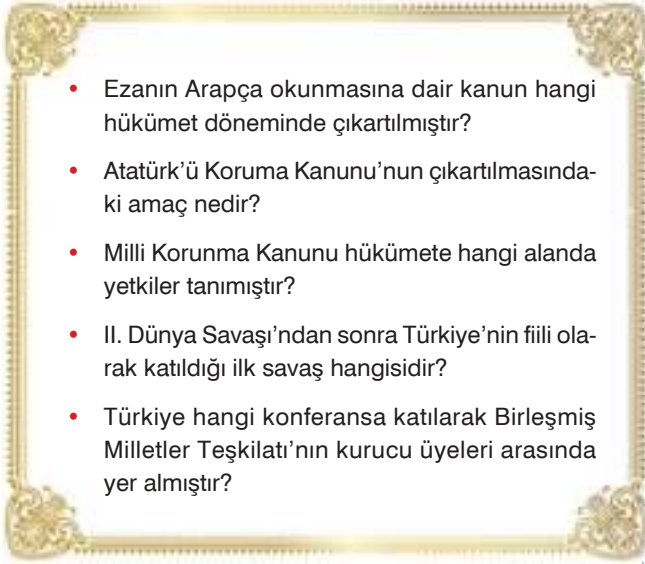 • Ezanın Arapça okunmasına dair kanun hangi
hükümet döneminde çıkartılmıştır?
• Atatürk’ü Koruma Kanunu’nun çıkartılmasında-
ki amaç nedir?
• Milli Korunma Kanunu hükümete hangi alanda
yetkiler tanımıştır?
• II. Dünya Savaşı’ndan sonra Türkiye’nin fiili ola-
rak katıldığı ilk savaş hangisidir?
• Türkiye hangi konferansa katılarak Birleşmiş
Milletler Teşkilatı’nın kurucu üyeleri arasında
yer almıştır?